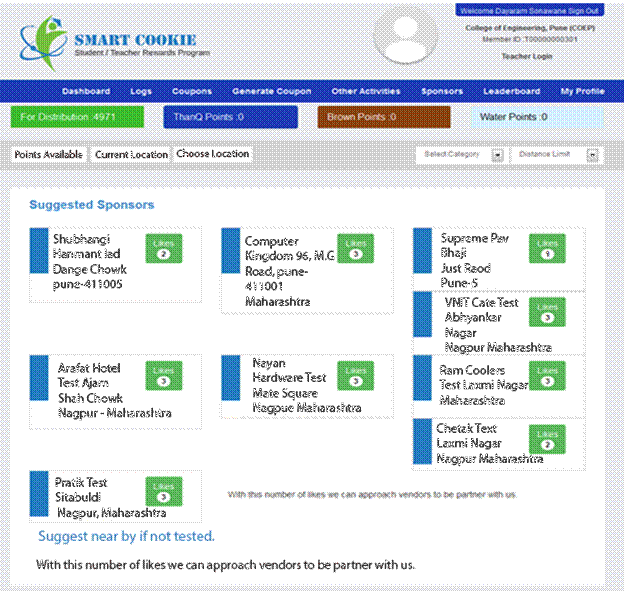 Welcome Dayaram Sonawane Sign Out
SMART COOKIE
Student / Teacher Rewards Program
College of Engineering, Pune (COEP)
Member ID :T00000000301
Teacher Login
Dashboard Logs Coupons Generate Coupon Other Activities Sponsors Leaderboard My Profile
For Distribution :4971 ThanQ Points :0 Brown Points :0 Water Points :0
Points Available Current Location Choose Location Select Category Distance Limit
Suggested Sponsors
Shubhangi
Hanmant lad
Dange Chowk
pune-411005
Likes
2
Computer
Kingdom 96, M.G
Road, pune-
411001
Maharashtra
Likes
3
Supreme Pav
Bhaji
Just Raod
Pune-5
Likes
1
VNIT Cate Test
Abhyankar
Nagar
Nagpur Maharashtra
Likes
3
Arafat Hotel
Test Ajam
Shah Chowk
Nagpur - Maharashtra
Likes
3
Nayan
Hardware Test
Mate Square
Nagpue Maharashtra
Likes
3
Ram Coolers
Test Laxmi Nagar
Maharashtra
Likes
3
Chetak Text
Laxmi Nagar
Nagpur Maharashtra
Likes
2
Pratik Test
Sitabuldi
Nagpur, Maharashtra
Likes
3
With this number of likes we can approach vendors to be partner with us.
Suggest near by if not tested.
With this number of likes we can approach vendors to be partner with us.